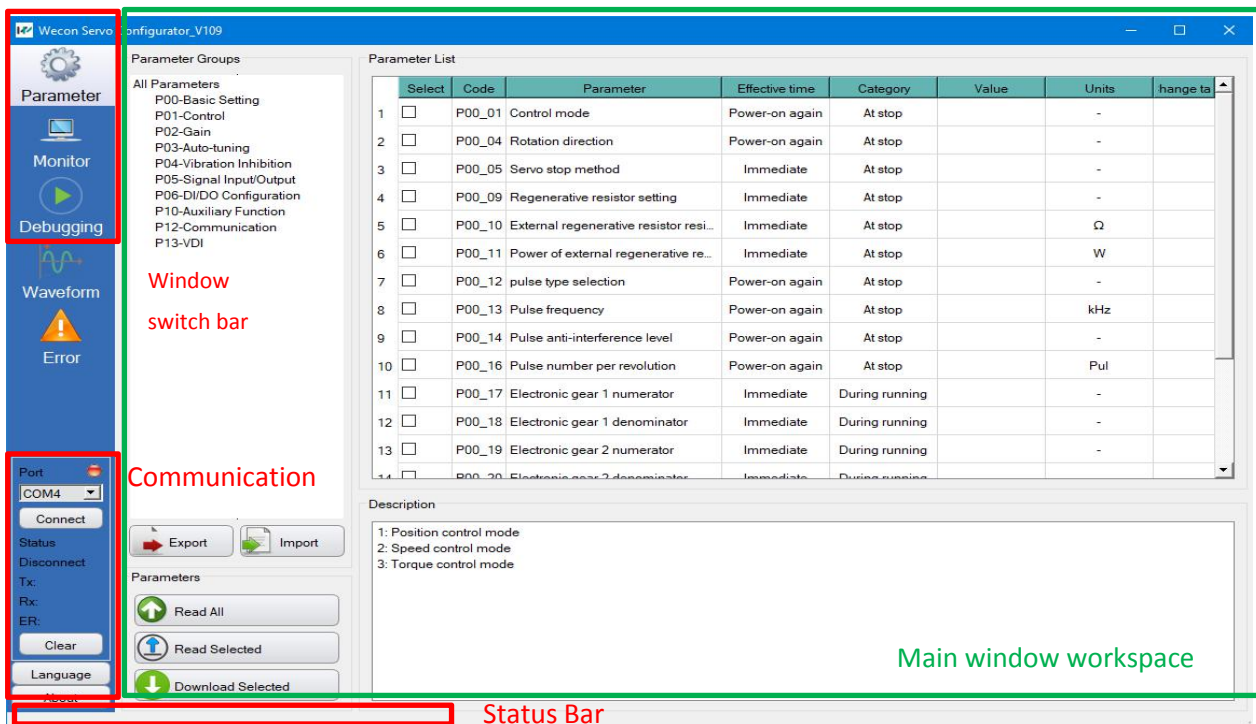 Wecon Servo Configurator_V109
Parameter
Monitor
Debugging
Waveform
Error
Port
COM4
Connect
Status
Disconnect
Tx:
Rx:
ER:
Clear
Language
About
Parameter Groups
All Parameters
P00-Basic Setting
P01-Control
P02-Gain
P03-Auto-tuning
P04-Vibration Inhibition
P05-Signal Input/Output
P06-DI/DO Configuration
P10-Auxiliary Function
P12-Communication
P13-VDI
Window
switch bar
Communication
Export Import
Parameters
Read All
Read Selected
Download Selected
Parameter List
Select Code Parameter Effective time Category Value Units hange ta
1 P00_01 Control mode Power-on again At stop -
2 P00_04 Rotation direction Power-on again At stop -
3 P00_05 Servo stop method Immediate At stop -
4 P00_09 Regenerative resistor setting Immediate At stop -
5 P00_10 External regenerative resistor resi... Immediate At stop Ω
6 P00_11 Power of external regenerative re... Immediate At stop W
7 P00_12 pulse type selection Power-on again At stop -
8 P00_13 Pulse frequency Power-on again At stop kHz
9 P00_14 Pulse anti-interference level Power-on again At stop -
10 P00_16 Pulse number per revolution Power-on again At stop Pul
11 P00_17 Electronic gear 1 numerator Immediate During running -
12 P00_18 Electronic gear 1 denominator Immediate During running -
13 P00_19 Electronic gear 2 numerator Immediate During running -
14 P00_20 Electronic gear 2 denominator Immediate During running
Description
1: Position control mode
2: Speed control mode
3: Torque control mode
Main window workspace
Status Bar